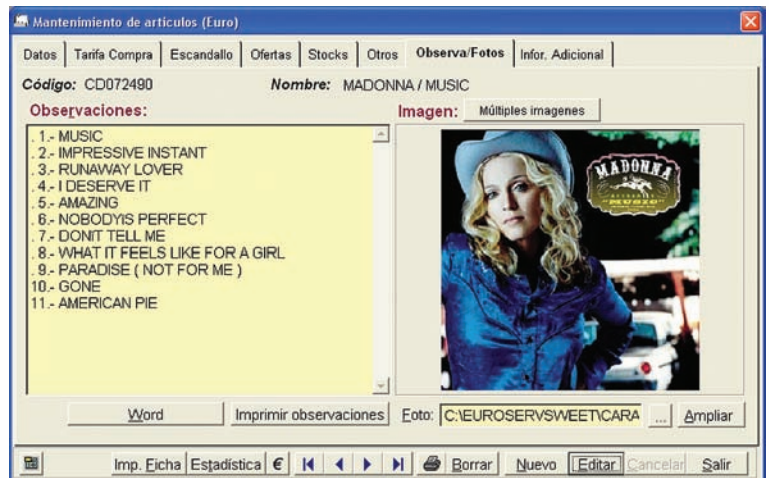 Mantenimiento de artículos (Euro)
Datos Tarifa Compra Escandallo Ofertas Stocks Otros Observa/Fotos Infor. Adicional
Código: CD072490 Nombre: MADONNA / MUSIC
Observaciones:
Imagen: Múltiples imagenes
. 1.- MUSIC
. 2.- IMPRESSIVE INSTANT
. 3.- RUNAWAY LOVER
. 4.- I DESERVE IT
. 5.- AMAZING
. 6.- NOBODYIS PERFECT
. 7.- DONIT TELL ME
. 8.- WHAT IT FEELS LIKE FOR A GIRL
. 9.- PARADISE ( NOT FOR ME )
10.- GONE
11.- AMERICAN PIE
MADONNA
"MUSIC"
Word Imprimir observaciones Foto: C:\EUROSERVSWEET\CARA ... Ampliar
Imp. Ficha Estadística € Borrar Nuevo Editar Cancelar Salir